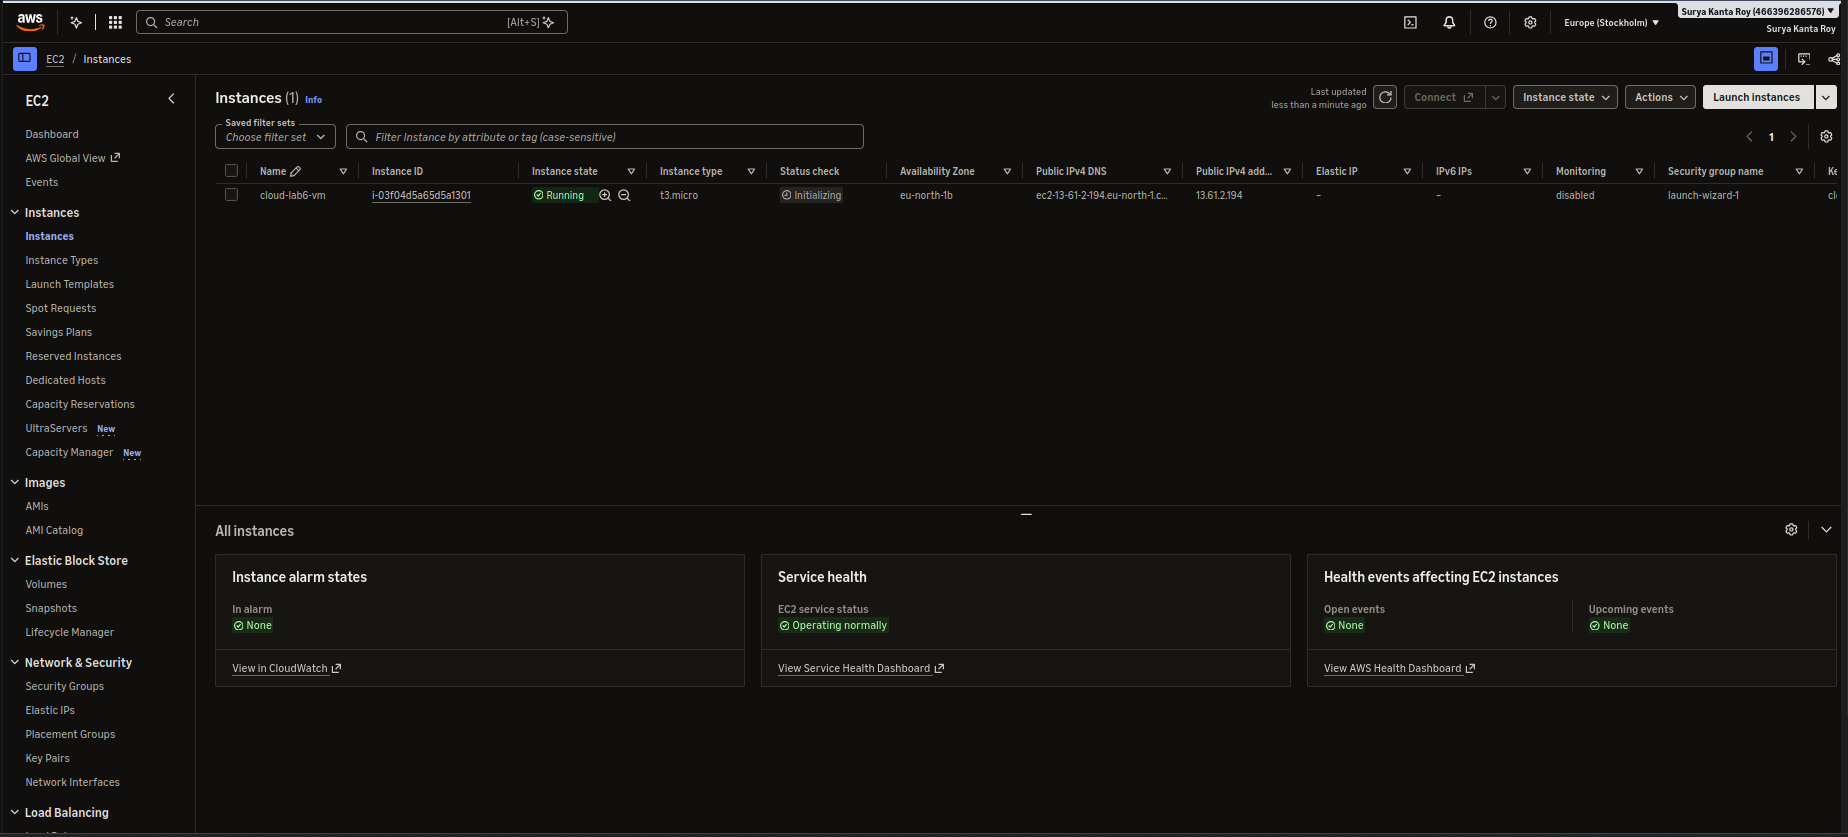 aws
Search [Alt+S]
Europe (Stockholm)
Surya Kanta Roy (466396286576)
Surya Kanta Roy
EC2 / Instances
EC2
Dashboard
AWS Global View
Events
Instances
Instances
Instance Types
Launch Templates
Spot Requests
Savings Plans
Reserved Instances
Dedicated Hosts
Capacity Reservations
UltraServers New
Capacity Manager New
Images
AMIs
AMI Catalog
Elastic Block Store
Volumes
Snapshots
Lifecycle Manager
Network & Security
Security Groups
Elastic IPs
Placement Groups
Key Pairs
Network Interfaces
Load Balancing
Instances (1) Info
Last updated
less than a minute ago
Connect
Instance state
Actions
Launch instances
Saved filter sets
Choose filter set
Filter Instance by attribute or tag (case-sensitive)
1
Name Instance ID Instance state Instance type Status check Availability Zone Public IPv4 DNS Public IPv4 add... Elastic IP IPv6 IPs Monitoring Security group name
cloud-lab6-vm i-03f04d5a65d5a1301 Running t3.micro Initializing eu-north-1b ec2-13-61-2-194.eu-north-1.c... 13.61.2.194 – – disabled launch-wizard-1
All instances
Instance alarm states
In alarm
None
View in CloudWatch
Service health
EC2 service status
Operating normally
View Service Health Dashboard
Health events affecting EC2 instances
Open events Upcoming events
None None
View AWS Health Dashboard